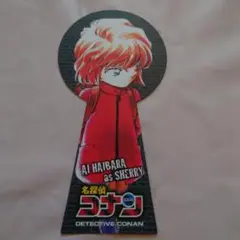 AI HAIBARA
as SHERRY
名探偵
コナン
DETECTIVE CONAN